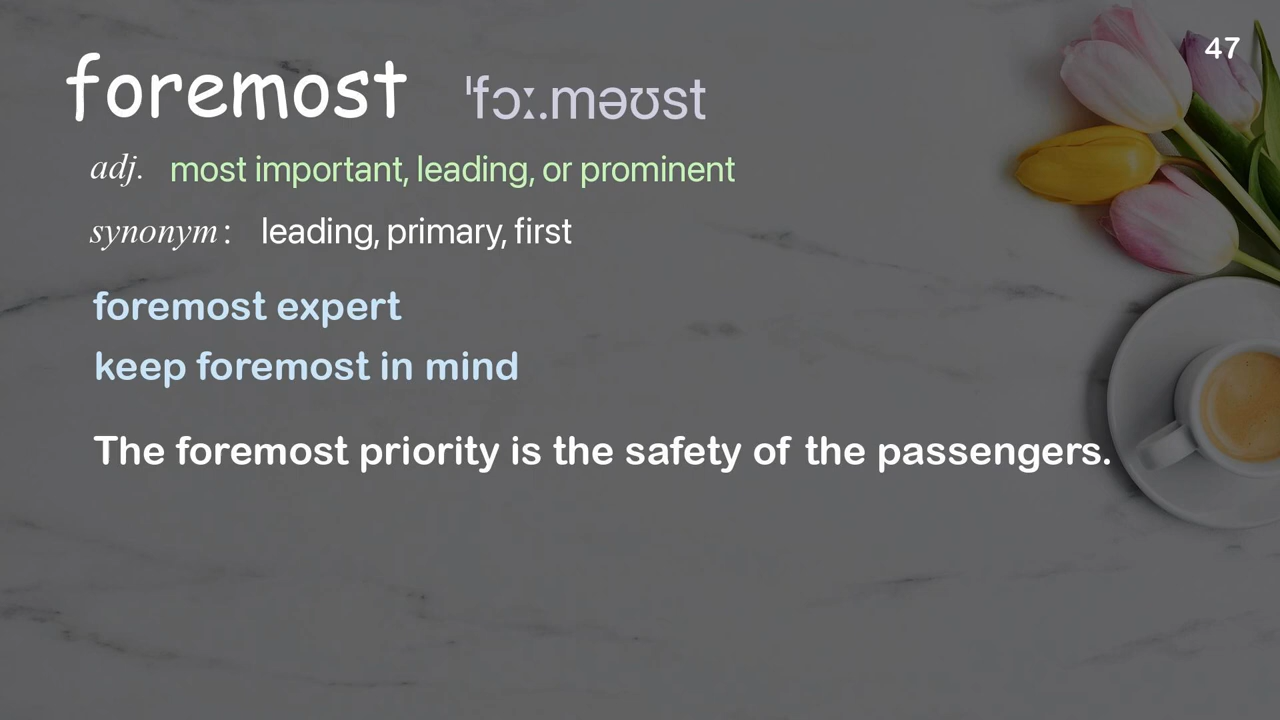 47
foremost ˈfɔː.məʊst
adj. most important, leading, or prominent
synonym: leading, primary, first
foremost expert
keep foremost in mind
The foremost priority is the safety of the passengers.